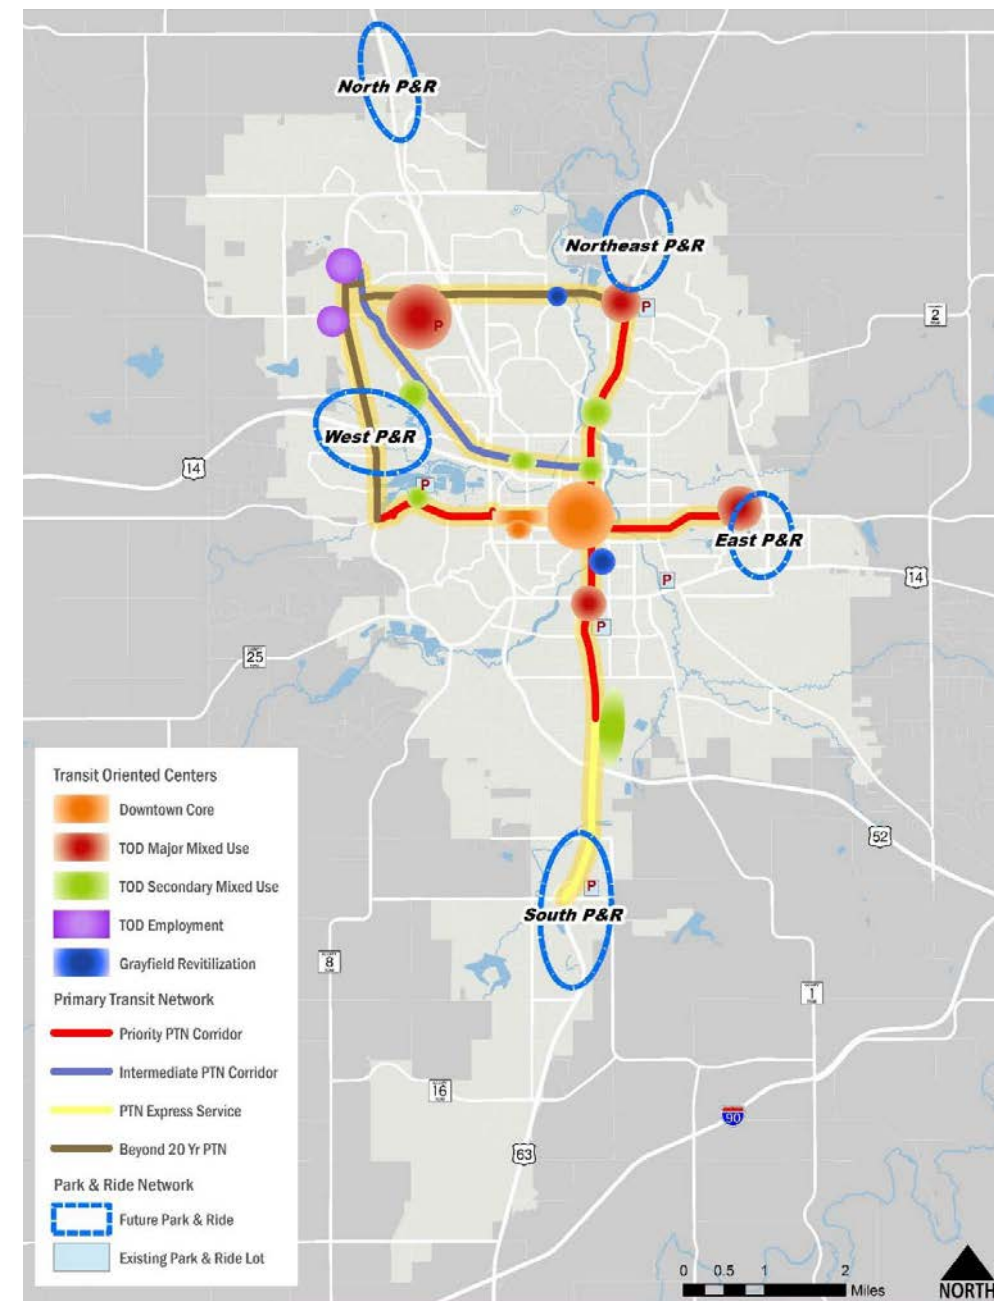 North P&R
Northeast P&R
P
P
2
West P&R
14
P
East P&R
14
P
P
25
52
P
South P&R
8
1
16
90
63
Transit Oriented Centers
Downtown Core
TOD Major Mixed Use
TOD Secondary Mixed Use
TOD Employment
Grayfield Revitilization
Primary Transit Network
Priority PTN Corridor
Intermediate PTN Corridor
PTN Express Service
Beyond 20 Yr PTN
Park & Ride Network
Future Park & Ride
Existing Park & Ride Lot
0 0.5 1 2
Miles
NORTH